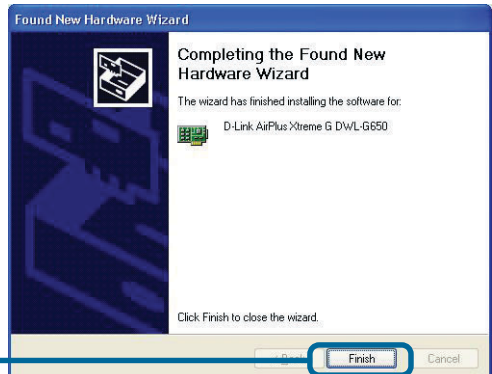 Found New Hardware Wizard
Completing the Found New
Hardware Wizard
The wizard has finished installing the software for:
D-Link AirPlus Xtreme G DWL-G650
Click Finish to close the wizard.
Finish
Cancel